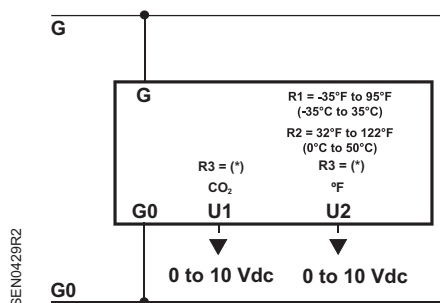 G
G
R1 = -35°F to 95°F
(-35°C to 35°C)
R2 = 32°F to 122°F
(0°C to 50°C)
R3 = (*)
R3 = (*)
CO₂
ºF
G0
U1
U2
0 to 10 Vdc
0 to 10 Vdc
G0
SEN0429R2